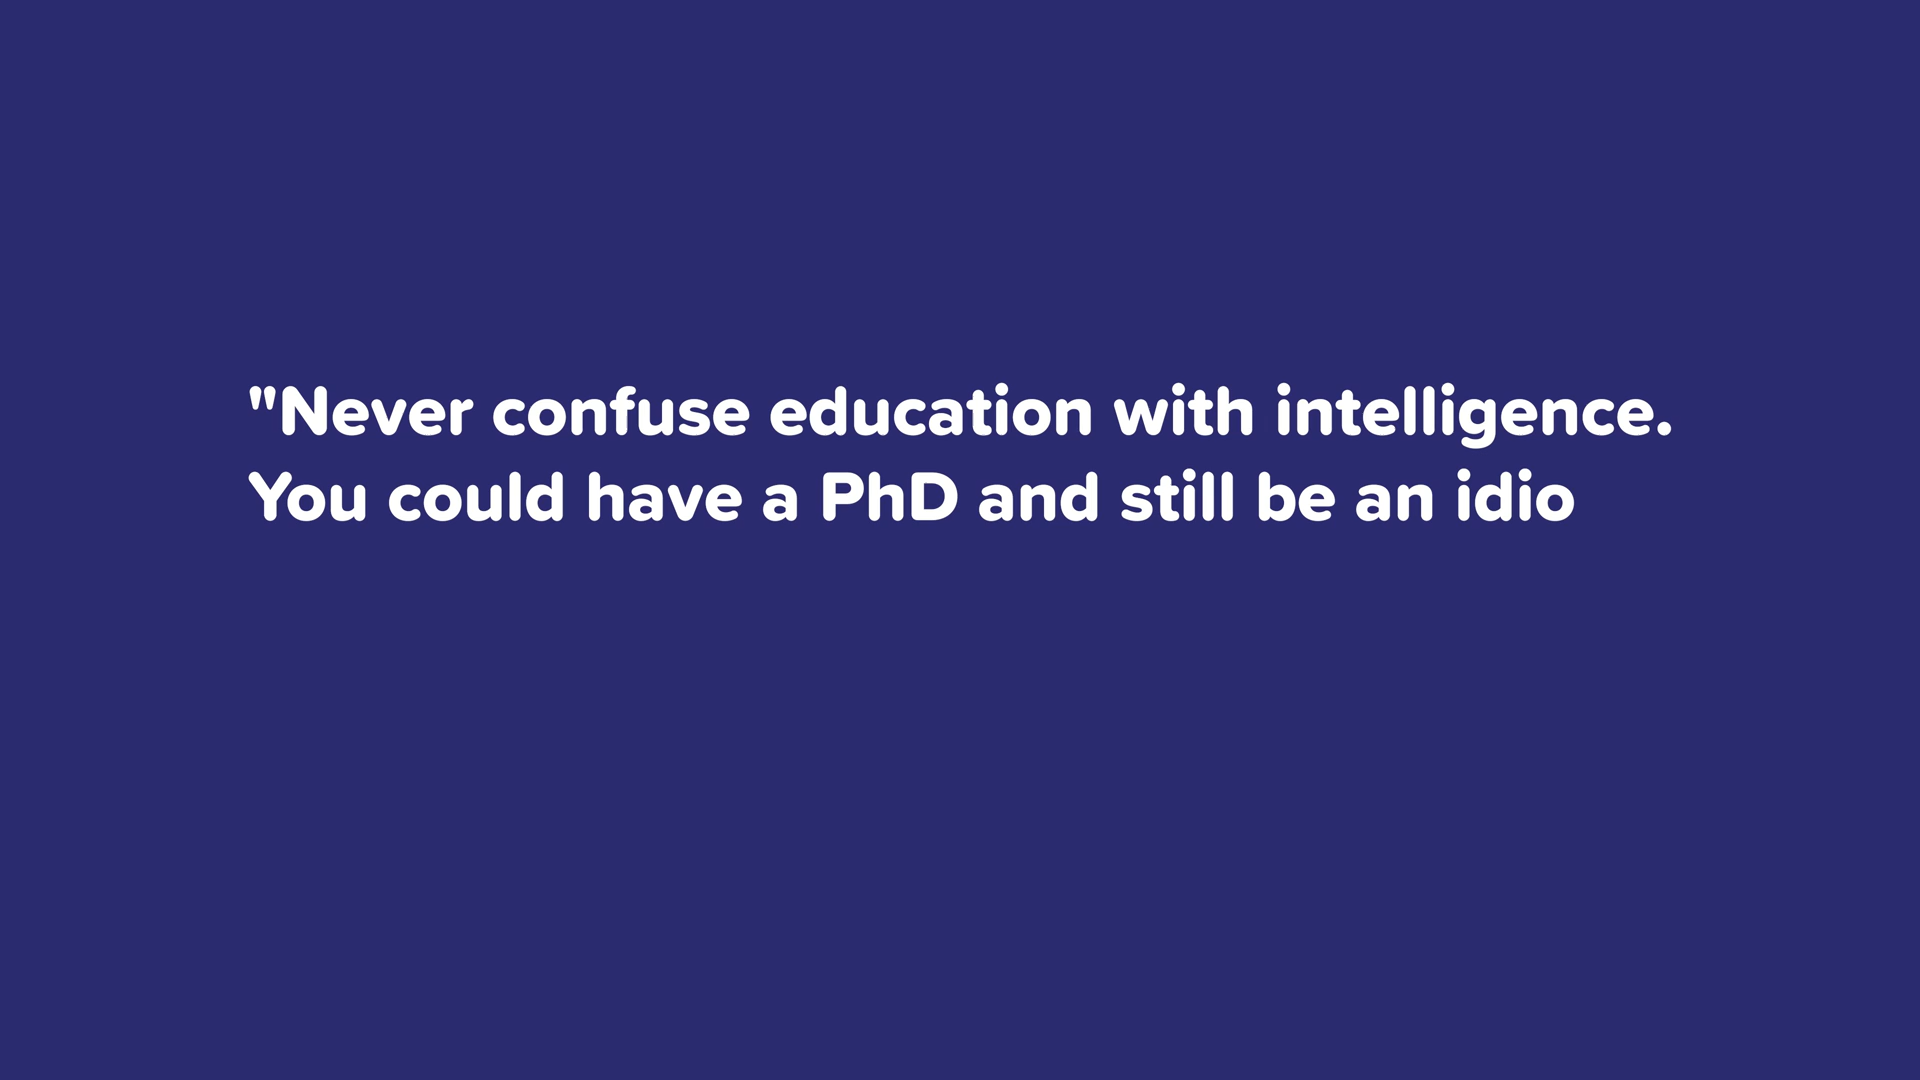 "Never confuse education with intelligence.
You could have a PhD and still be an idio